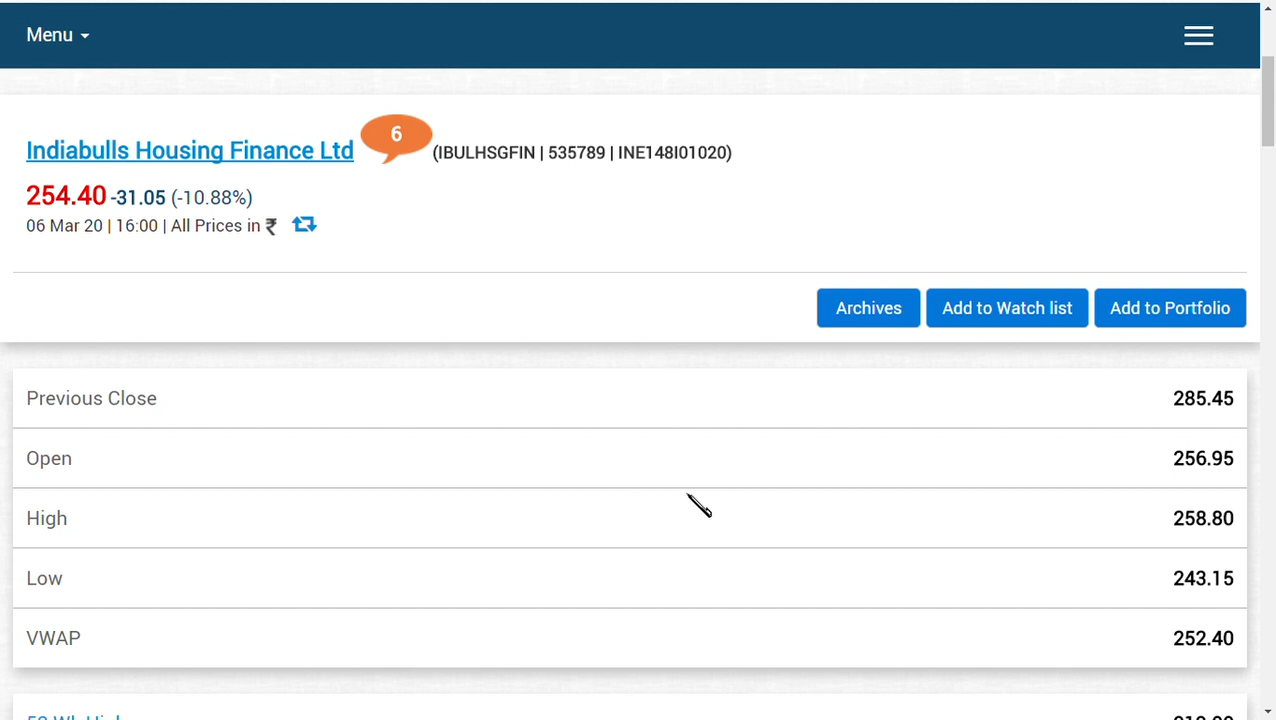 Menu
Indiabulls Housing Finance Ltd 6 (IBULHSGFIN | 535789 | INE148I01020)
254.40 -31.05 (-10.88%)
06 Mar 20 | 16:00 | All Prices in ₹
Archives Add to Watch list Add to Portfolio
Previous Close 285.45
Open 256.95
High 258.80
Low 243.15
VWAP 252.40